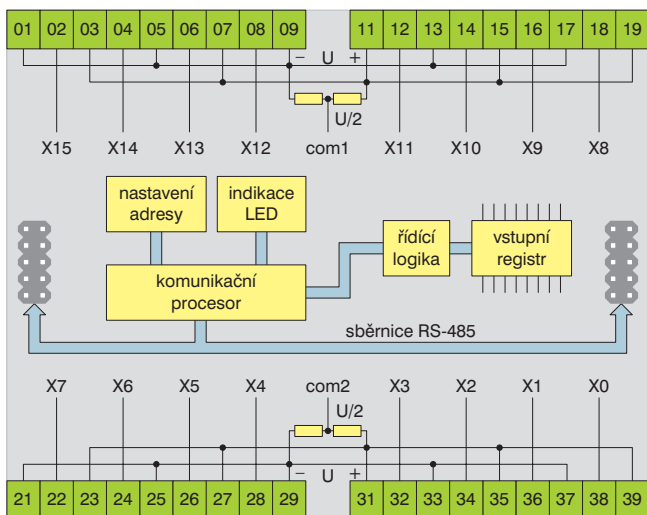 01 02 03 04 05 06 07 08 09 11 12 13 14 15 16 17 18 19
− U +
U/2
X15 X14 X13 X12 com1 X11 X10 X9 X8
nastavení
adresy
indikace
LED
řídící
logika
vstupní
registr
komunikační
procesor
sběrnice RS-485
X7 X6 X5 X4 com2 X3 X2 X1 X0
U/2
− U +
21 22 23 24 25 26 27 28 29 31 32 33 34 35 36 37 38 39